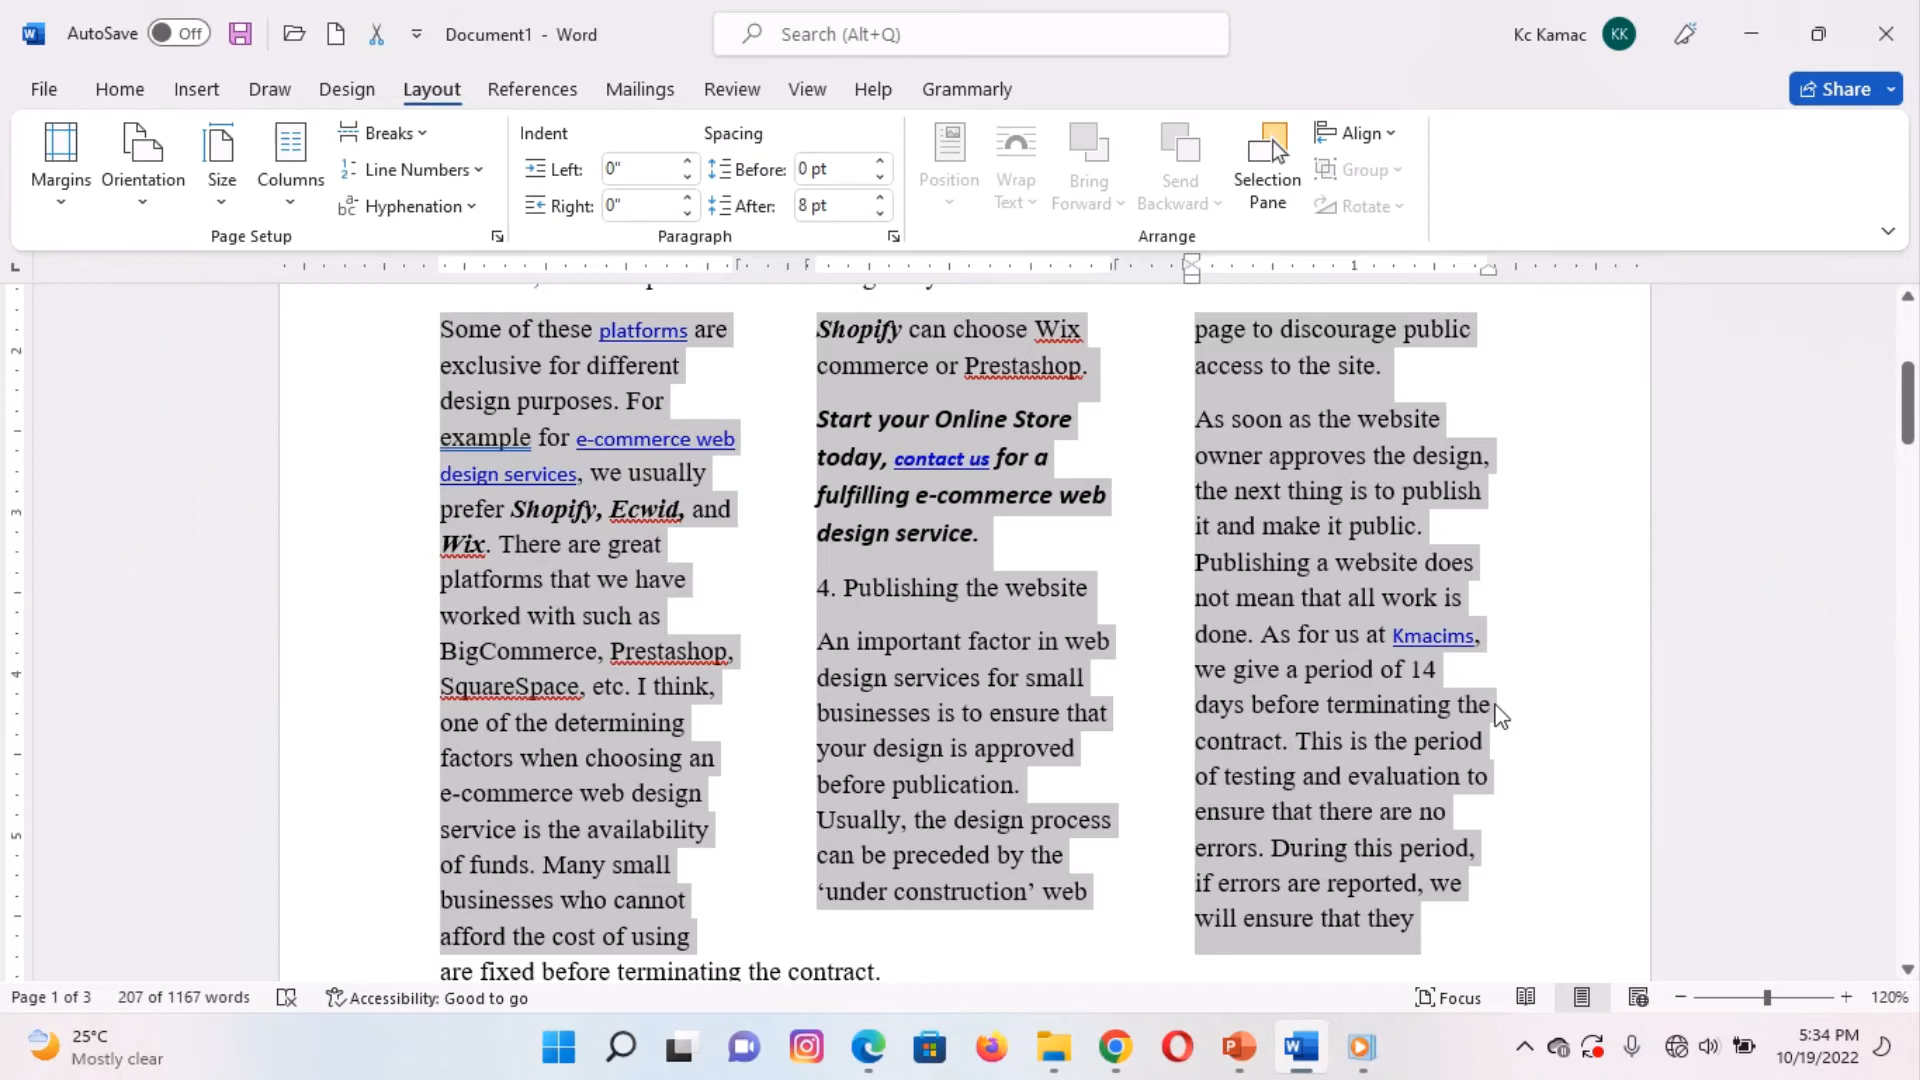 AutoSave Off Document1 - Word Search (Alt+Q) Kc Kamac KK
File Home Insert Draw Design Layout References Mailings Review View Help Grammarly Share
Margins Orientation Size Columns
Breaks
Line Numbers
Hyphenation
Page Setup
Indent Spacing
Left: 0" Before: 0 pt
Right: 0" After: 8 pt
Paragraph
Position
Wrap Text
Bring Forward
Send Backward
Selection Pane
Align
Group
Rotate
Arrange
1
Some of these platforms are
exclusive for different
design purposes. For
example for e-commerce web
design services, we usually
prefer Shopify, Ecwid, and
Wix. There are great
platforms that we have
worked with such as
BigCommerce, Prestashop,
SquareSpace, etc. I think,
one of the determining
factors when choosing an
e-commerce web design
service is the availability
of funds. Many small
businesses who cannot
afford the cost of using
Shopify can choose Wix
commerce or Prestashop.
Start your Online Store
today, contact us for a
fulfilling e-commerce web
design service.
4. Publishing the website
An important factor in web
design services for small
businesses is to ensure that
your design is approved
before publication.
Usually, the design process
can be preceded by the
‘under construction’ web
page to discourage public
access to the site.
As soon as the website
owner approves the design,
the next thing is to publish
it and make it public.
Publishing a website does
not mean that all work is
done. As for us at Kmacims,
we give a period of 14
days before terminating the
contract. This is the period
of testing and evaluation to
ensure that there are no
errors. During this period,
if errors are reported, we
will ensure that they
are fixed before terminating the contract.
2
3
4
5
Page 1 of 3 207 of 1167 words Accessibility: Good to go Focus 120%
25°C
Mostly clear
5:34 PM
10/19/2022